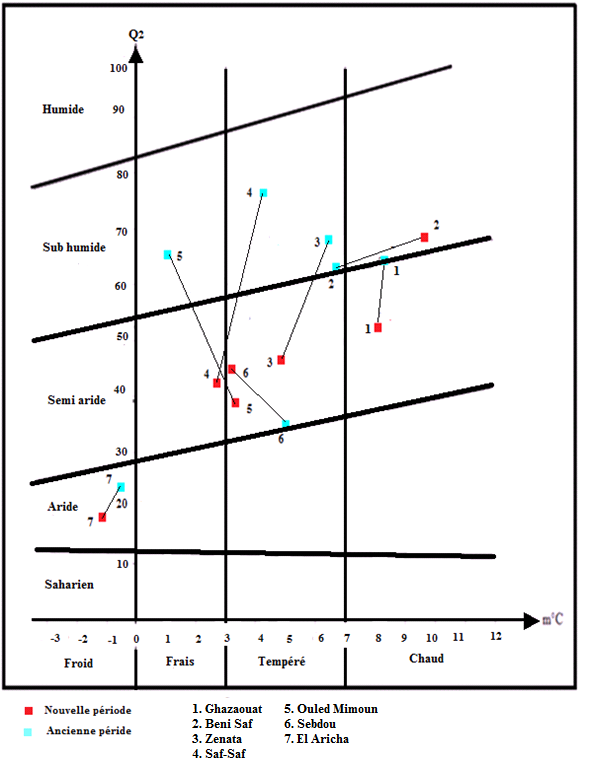 Q2
100
Humide
90
80
4
70
3
2
Sub humide
5
1
60
2
50
1
3
6
4
40
Semi aride
5
6
30
7
20
Aride
7
10
Saharien
m°C
-3 -2 -1 0 1 2 3 4 5 6 7 8 9 10 11 12
Froid Frais Tempéré Chaud
Nouvelle période
Ancienne péride
1. Ghazaouat
2. Beni Saf
3. Zenata
4. Saf-Saf
5. Ouled Mimoun
6. Sebdou
7. El Aricha